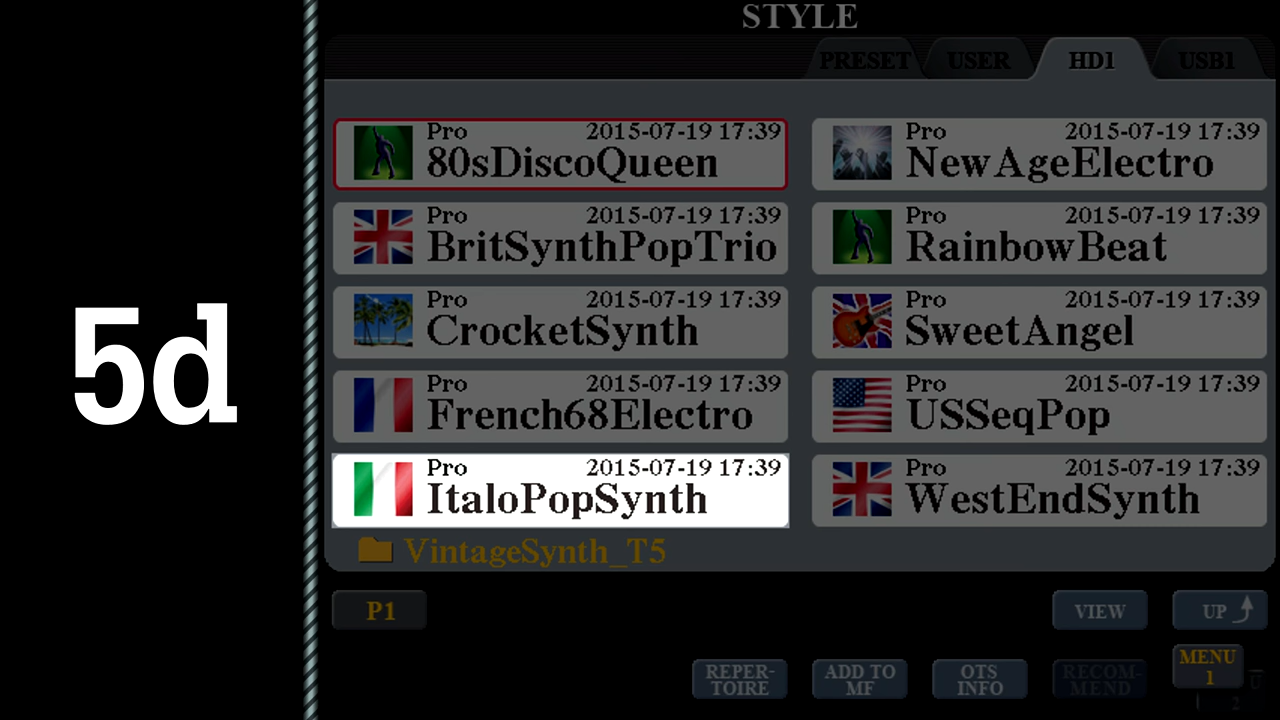 5d
STYLE
PRESET USER HD1 USB1
Pro 2015-07-19 17:39
80sDiscoQueen
Pro 2015-07-19 17:39
BritSynthPopTrio
Pro 2015-07-19 17:39
CrocketSynth
Pro 2015-07-19 17:39
French68Electro
Pro 2015-07-19 17:39
ItaloPopSynth
Pro 2015-07-19 17:39
NewAgeElectro
Pro 2015-07-19 17:39
RainbowBeat
Pro 2015-07-19 17:39
SweetAngel
Pro 2015-07-19 17:39
USSeqPop
Pro 2015-07-19 17:39
WestEndSynth
VintageSynth_T5
P1
VIEW
UP
REPER-
TOIRE
ADD TO
MF
OTS
INFO
RECOM-
MEND
MENU
1
2